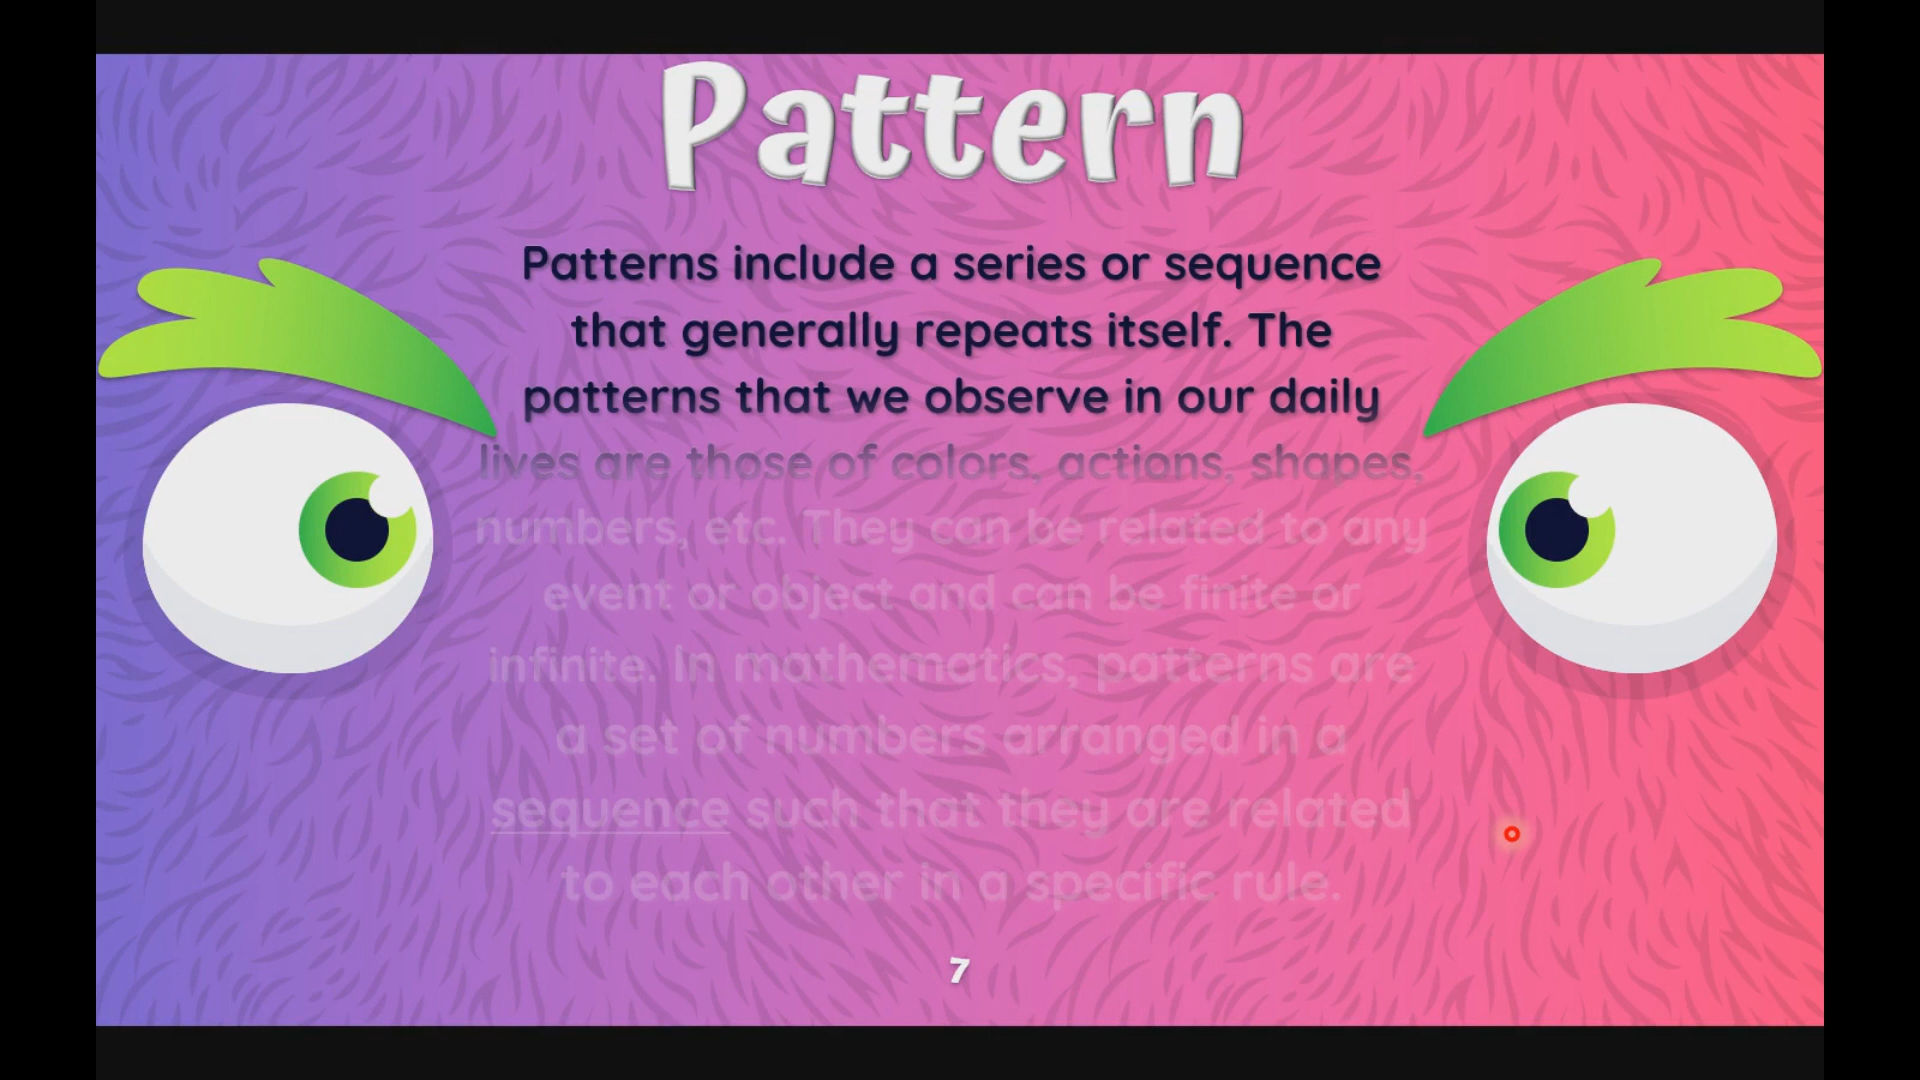 Pattern
Patterns include a series or sequence
that generally repeats itself. The
patterns that we observe in our daily
lives are those of colors, actions, shapes,
numbers, etc. They can be related to any
event or object and can be finite or
infinite. In mathematics, patterns are
a set of numbers arranged in a
sequence such that they are related
to each other in a specific rule.
7